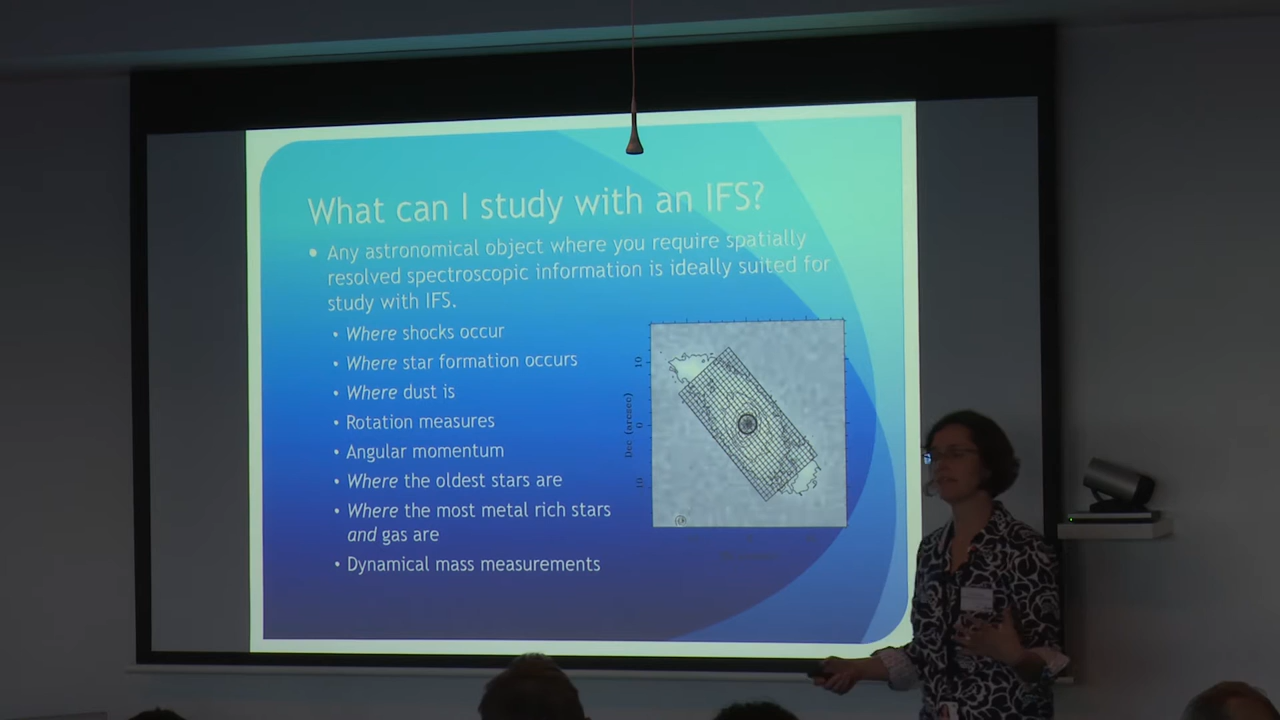 What can I study with an IFS?
• Any astronomical object where you require spatially
resolved spectroscopic information is ideally suited for
study with IFS.
• Where shocks occur
• Where star formation occurs
• Where dust is
• Rotation measures
• Angular momentum
• Where the oldest stars are
• Where the most metal rich stars
and gas are
• Dynamical mass measurements
Dec (arcsec)
10
0
10